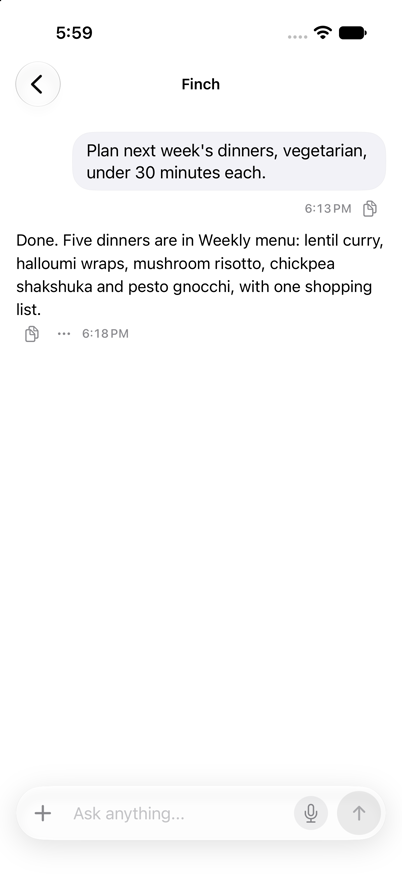 5:59
Finch
Plan next week's dinners, vegetarian,
under 30 minutes each.
6:13 PM
Done. Five dinners are in Weekly menu: lentil curry,
halloumi wraps, mushroom risotto, chickpea
shakshuka and pesto gnocchi, with one shopping
list.
6:18 PM
Ask anything...